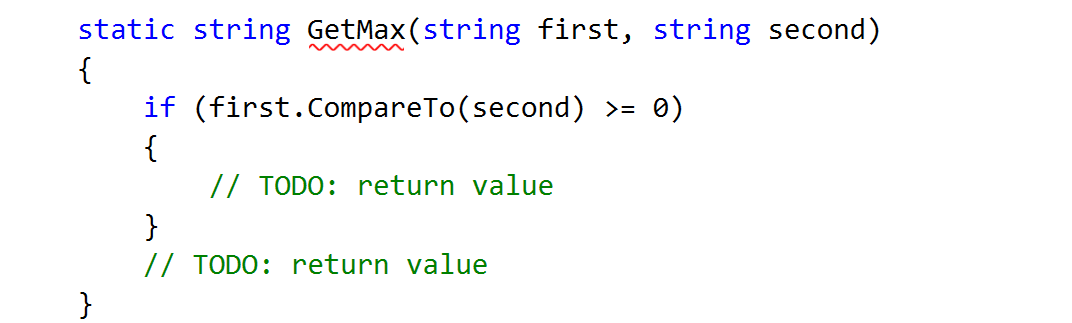 static string GetMax(string first, string second)
{
    if (first.CompareTo(second) >= 0)
    {
        // TODO: return value
    }
    // TODO: return value
}